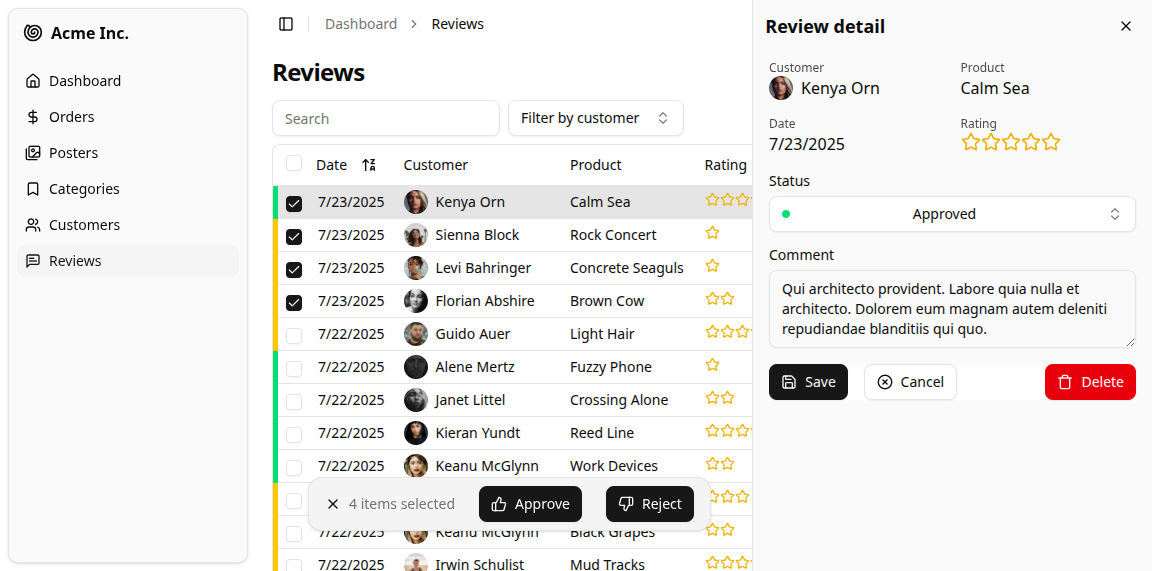 Acme Inc.
Dashboard
Orders
Posters
Categories
Customers
Reviews
Dashboard > Reviews
Reviews
Search
Filter by customer
Date Customer Product Rating
7/23/2025 Kenya Orn Calm Sea
7/23/2025 Sienna Block Rock Concert
7/23/2025 Levi Bahringer Concrete Seaguls
7/23/2025 Florian Abshire Brown Cow
7/22/2025 Guido Auer Light Hair
7/22/2025 Alene Mertz Fuzzy Phone
7/22/2025 Janet Littel Crossing Alone
7/22/2025 Kieran Yundt Reed Line
7/22/2025 Keanu McGlynn Work Devices
4 items selected Approve Reject
7/22/2025 Keanu McGlynn Black Grapes
7/22/2025 Irwin Schulist Mud Tracks
Review detail
Customer Product
Kenya Orn Calm Sea
Date Rating
7/23/2025
Status
Approved
Comment
Qui architecto provident. Labore quia nulla et
architecto. Dolorem eum magnam autem deleniti
repudiandae blanditiis qui quo.
Save Cancel Delete